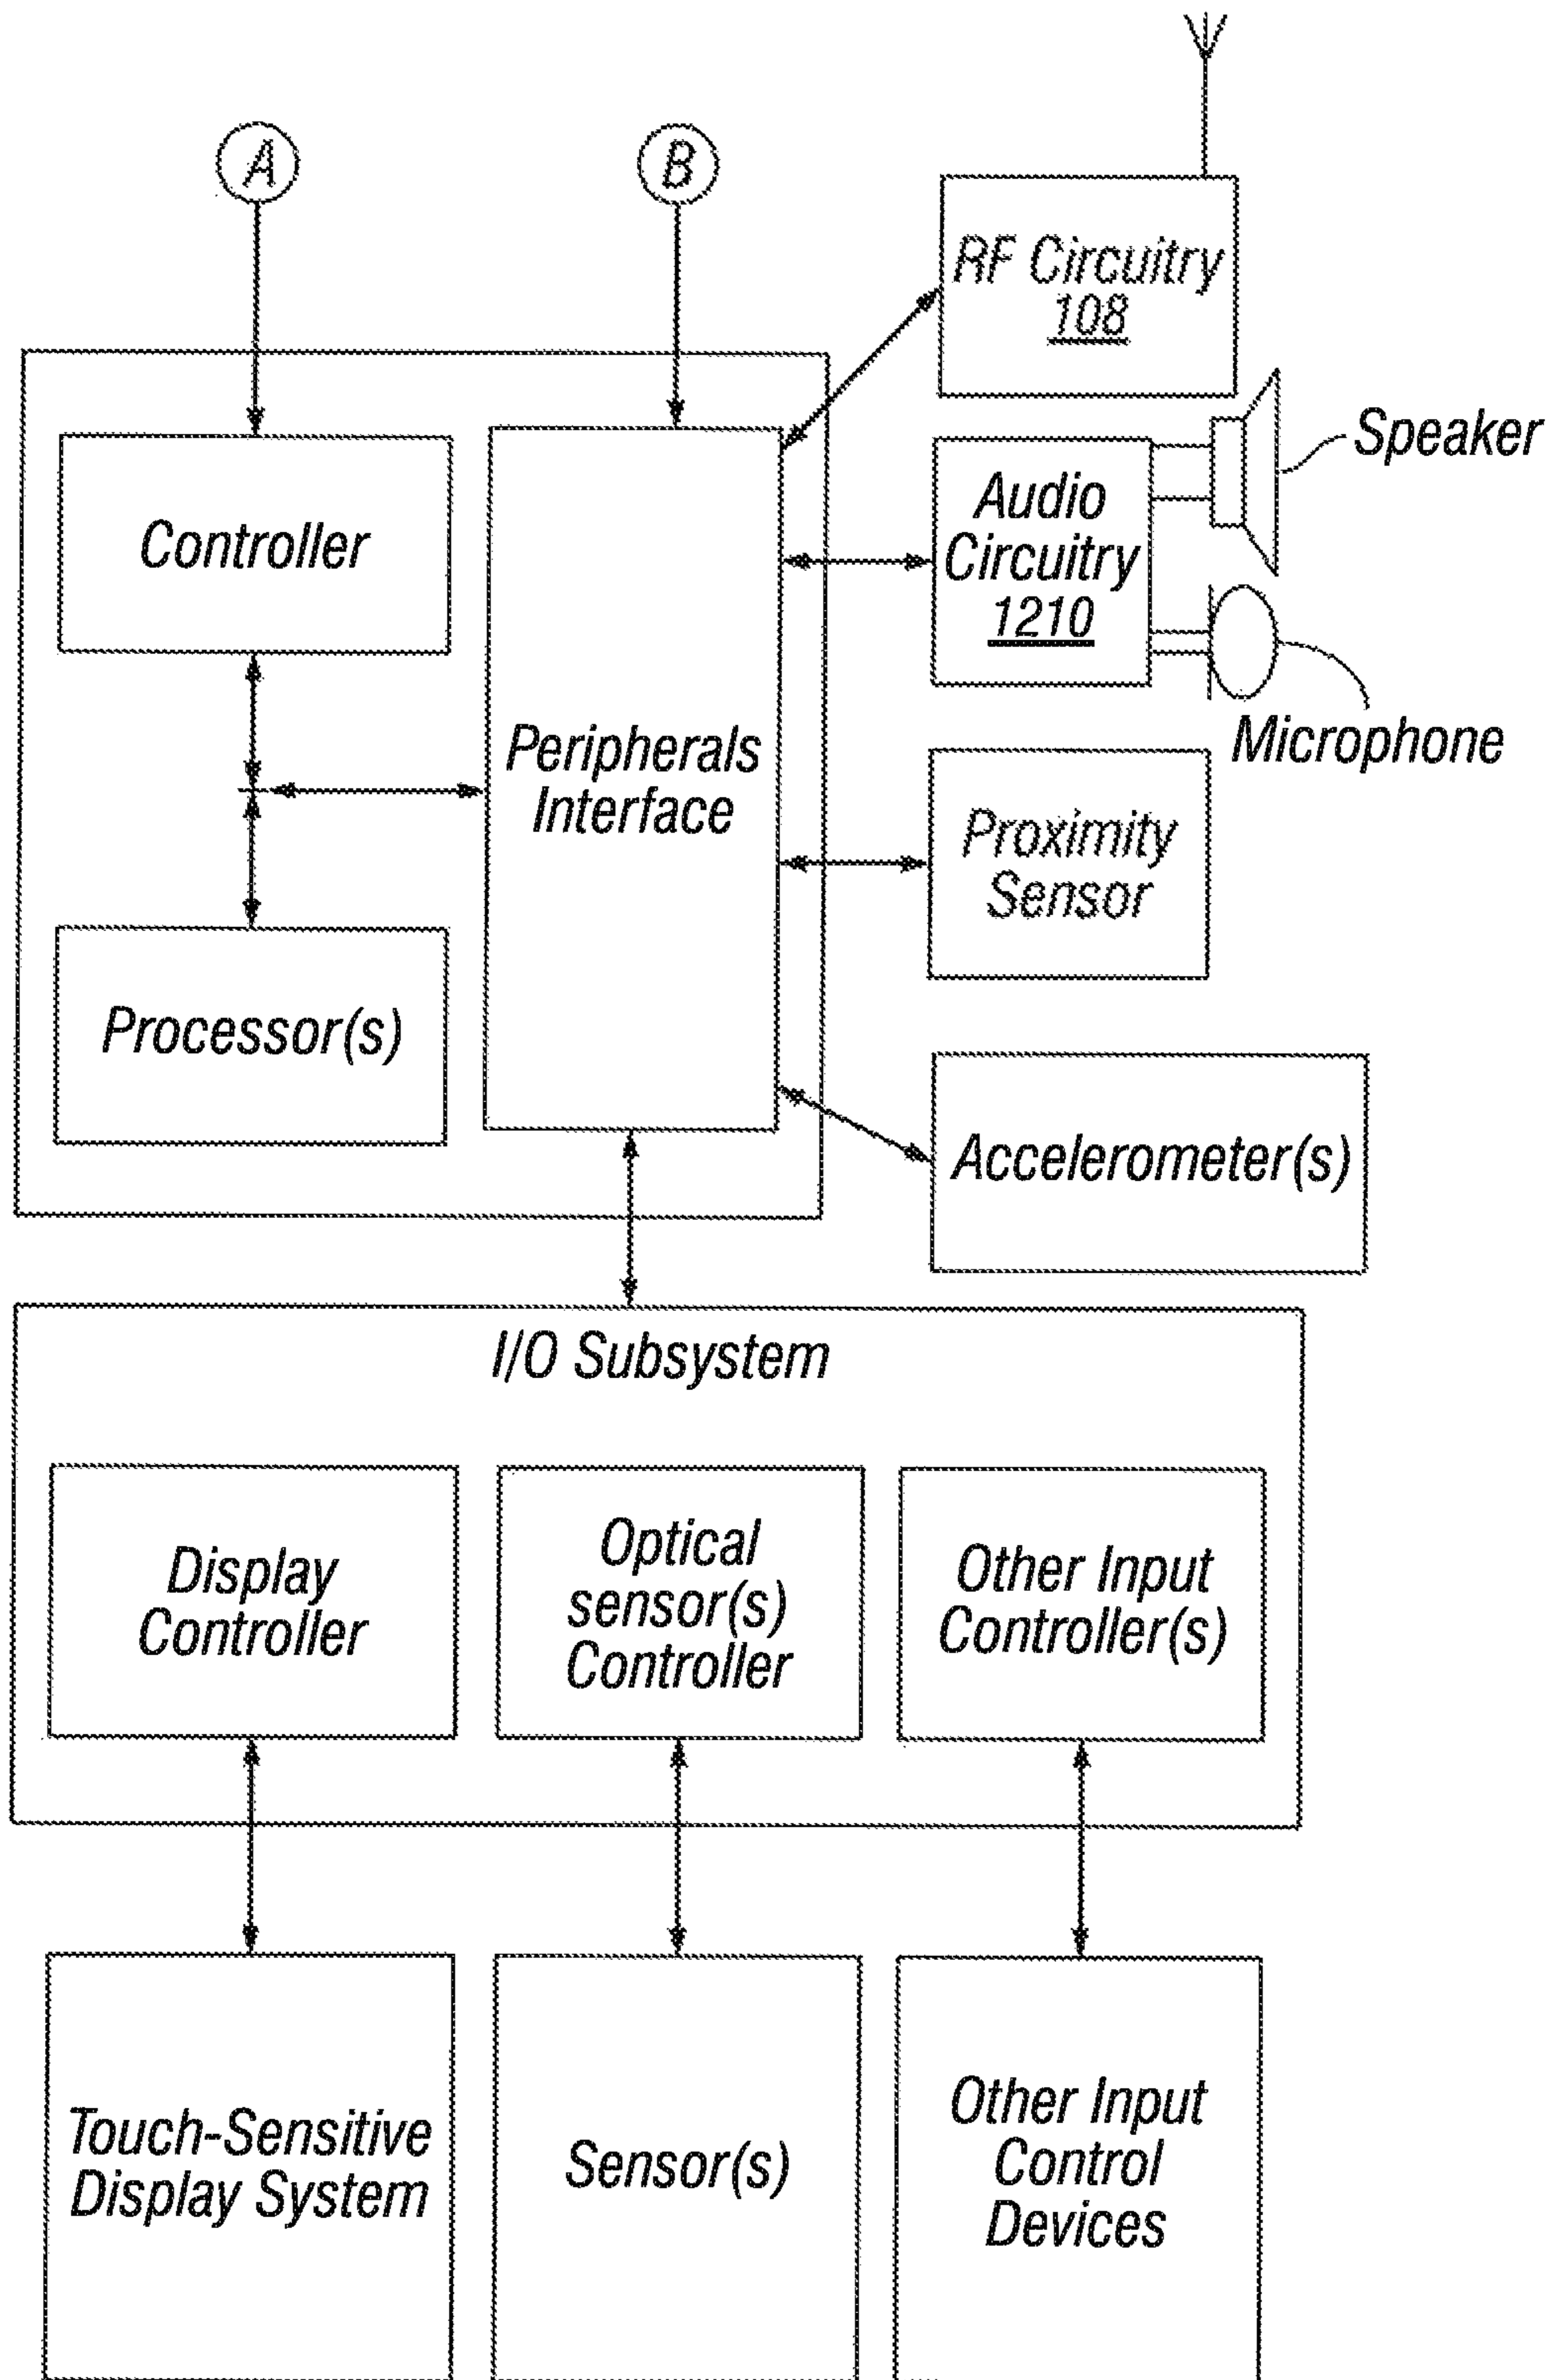 A
B
RF Circuitry
108
Speaker
Controller
Audio
Circuitry
1210
Microphone
Peripherals
Interface
Proximity
Sensor
Processor(s)
Accelerometer(s)
I/O Subsystem
Display
Controller
Optical
sensor(s)
Controller
Other Input
Controller(s)
Touch-Sensitive
Display System
Sensor(s)
Other Input
Control
Devices